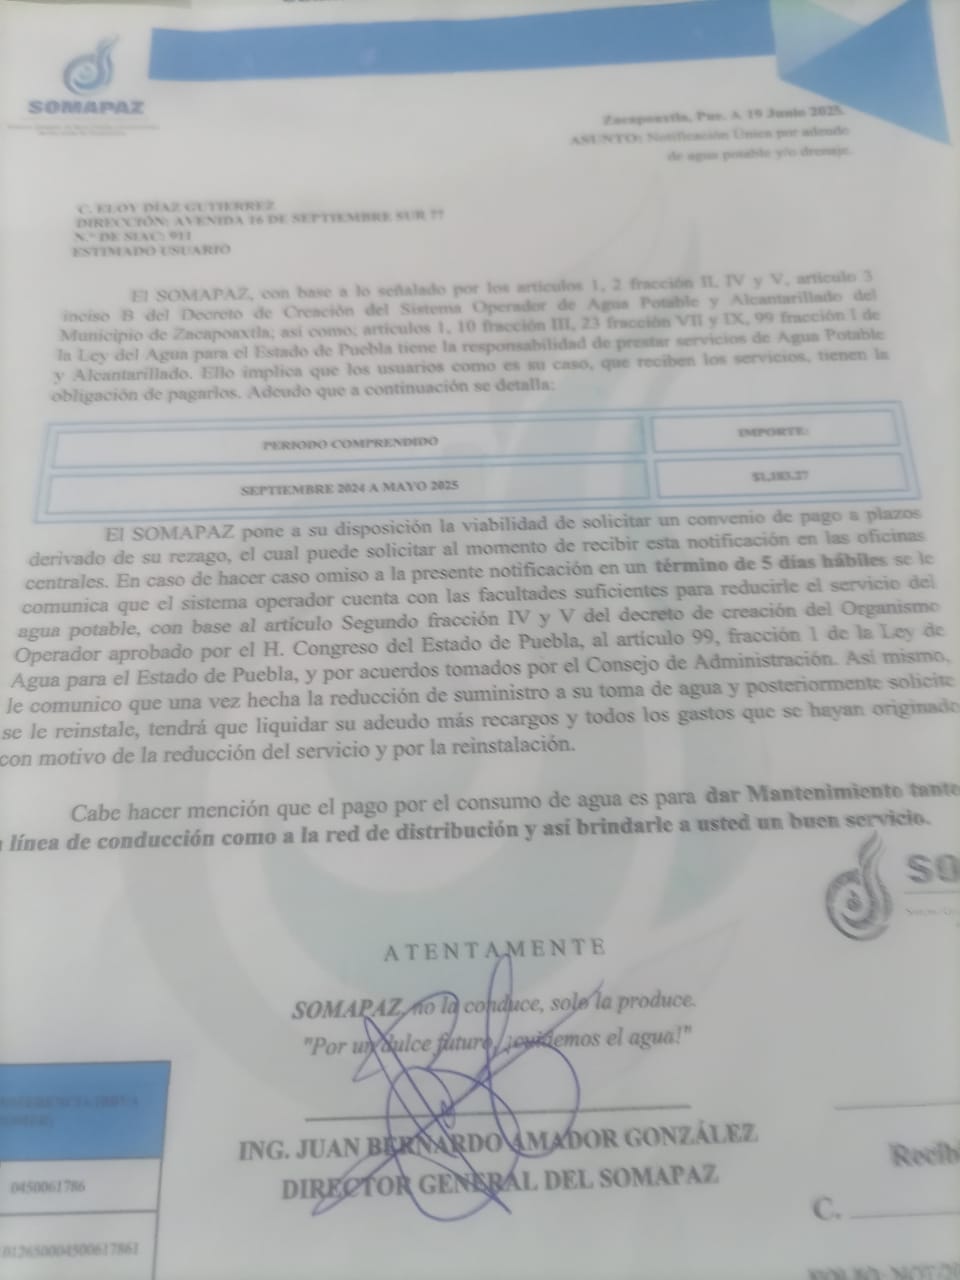 SOMAPAZ
Zacapoaxtla, Pue. A 19 Junio 2025.
ASUNTO: Notificación Única por adeudo
de agua potable y/o drenaje.
C. ELOY DÍAZ GUTIERREZ
DIRECCIÓN: AVENIDA 16 DE SEPTIEMBRE SUR 77
N.° DE SIAC: 911
ESTIMADO USUARIO
El SOMAPAZ, con base a lo señalado por los artículos 1, 2 fracción II, IV y V, artículo 3
inciso B del Decreto de Creación del Sistema Operador de Agua Potable y Alcantarillado del
Municipio de Zacapoaxtla; así como; artículos 1, 10 fracción III, 23 fracción VII y IX, 99 fracción I de
la Ley del Agua para el Estado de Puebla tiene la responsabilidad de prestar servicios de Agua Potable
y Alcantarillado. Ello implica que los usuarios como es su caso, que reciben los servicios, tienen la
obligación de pagarlos. Adeudo que a continuación se detalla:
PERIODO COMPRENDIDO
IMPORTE:
SEPTIEMBRE 2024 A MAYO 2025
$1,183.27
El SOMAPAZ pone a su disposición la viabilidad de solicitar un convenio de pago a plazos
derivado de su rezago, el cual puede solicitar al momento de recibir esta notificación en las oficinas
centrales. En caso de hacer caso omiso a la presente notificación en un término de 5 días hábiles se le
comunica que el sistema operador cuenta con las facultades suficientes para reducirle el servicio del
agua potable, con base al artículo Segundo fracción IV y V del decreto de creación del Organismo
Operador aprobado por el H. Congreso del Estado de Puebla, al artículo 99, fracción 1 de la Ley de
Agua para el Estado de Puebla, y por acuerdos tomados por el Consejo de Administración. Así mismo,
le comunico que una vez hecha la reducción de suministro a su toma de agua y posteriormente solicite
se le reinstale, tendrá que liquidar su adeudo más recargos y todos los gastos que se hayan originado
con motivo de la reducción del servicio y por la reinstalación.
Cabe hacer mención que el pago por el consumo de agua es para dar Mantenimiento tanto
línea de conducción como a la red de distribución y así brindarle a usted un buen servicio.
SO
ATENTAMENTE
SOMAPAZ, no la conduce, solo la produce.
"Por un dulce futuro, ¡cuidemos el agua!"
ING. JUAN BERNARDO AMADOR GONZÁLEZ
DIRECTOR GENERAL DEL SOMAPAZ
0450061786
012650004500617861
Recib
C.